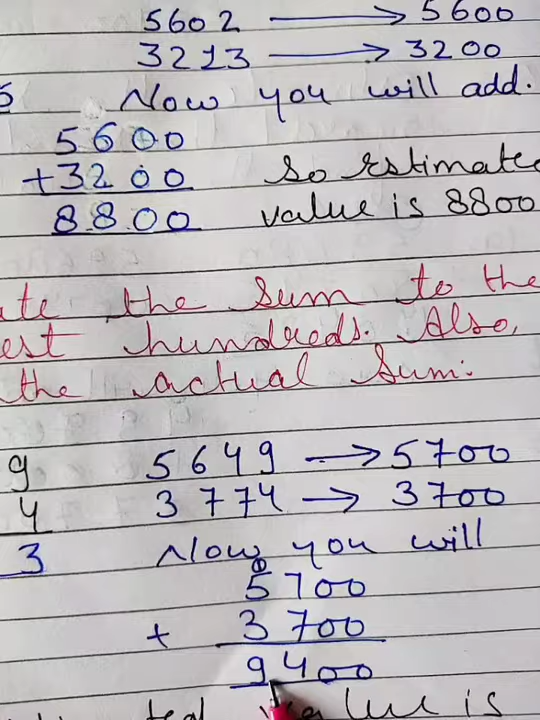 5602 → 5600
3213 → 3200
Now you will add.
5600
+3200 So estimate
8800 value is 8800
the sum to the
hundreds. Also,
the actual sum:
9 5649 → 5700
4 3774 → 3700
3 Now you will
5700
+ 3700
9400
value is